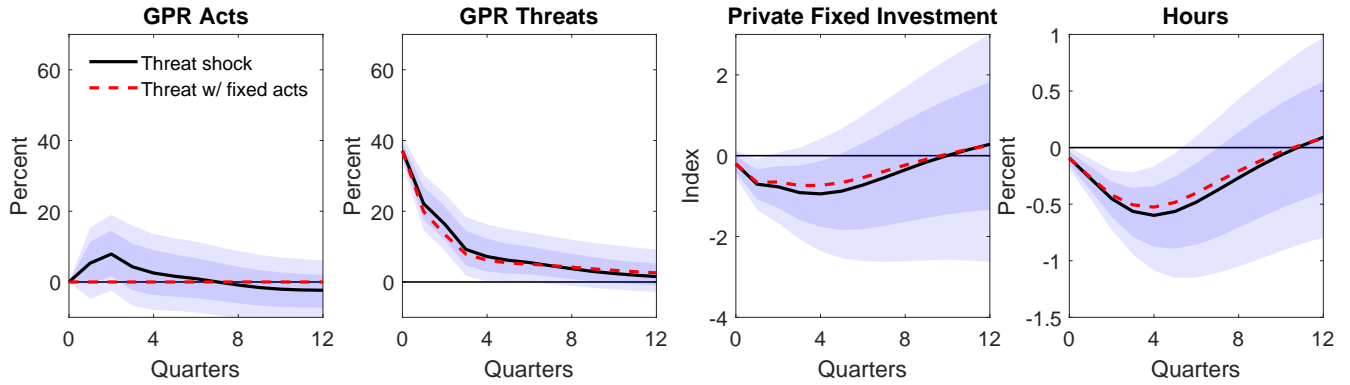 GPR Acts
Percent
60
40
20
0
Threat shock
Threat w/ fixed acts
0 4 8 12
Quarters
GPR Threats
Percent
60
40
20
0
0 4 8 12
Quarters
Private Fixed Investment
Index
2
0
-2
-4
0 4 8 12
Quarters
Hours
Percent
1
0.5
0
-0.5
-1
-1.5
0 4 8 12
Quarters